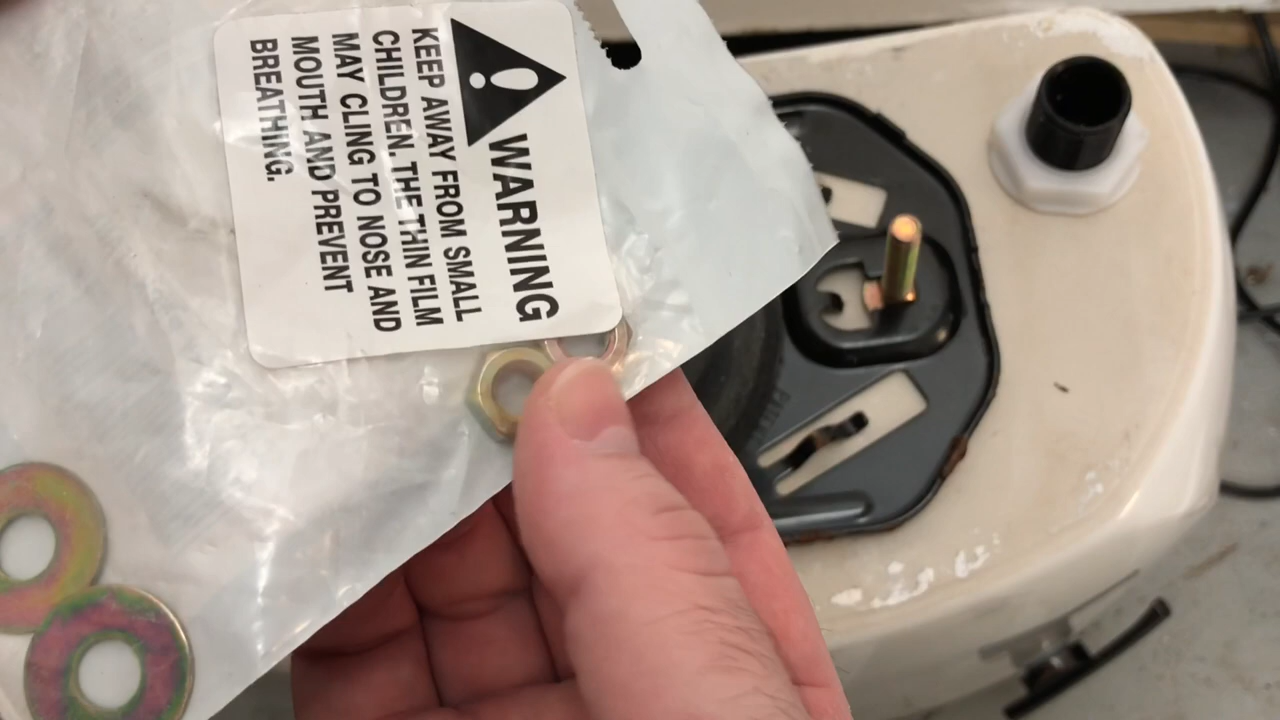 WARNING
KEEP AWAY FROM SMALL
CHILDREN. THE THIN FILM
MAY CLING TO NOSE AND
MOUTH AND PREVENT
BREATHING.